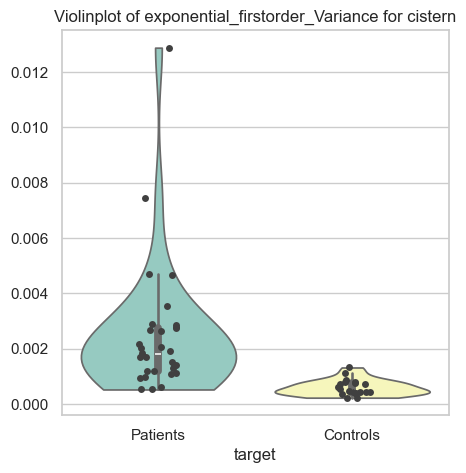 Violinplot of exponential_firstorder_Variance for cistern
0.012
0.010
0.008
0.006
0.004
0.002
0.000
Patients
Controls
target